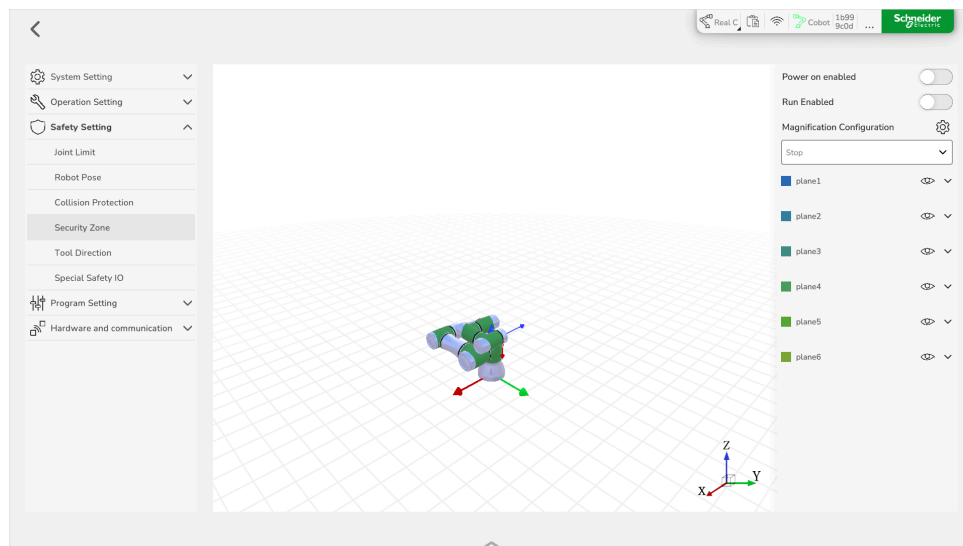 Real C
Cobot
1b99
9c0d
...
Schneider
Electric
System Setting
Operation Setting
Safety Setting
Joint Limit
Robot Pose
Collision Protection
Security Zone
Tool Direction
Special Safety IO
Program Setting
Hardware and communication
Power on enabled
Run Enabled
Magnification Configuration
Stop
plane1
plane2
plane3
plane4
plane5
plane6
Z
Y
X